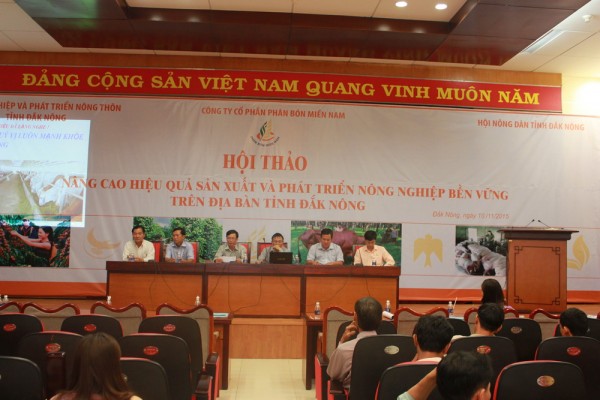 ĐẢNG CỘNG SẢN VIỆT NAM QUANG VINH MUÔN NĂM
HIỆP VÀ PHÁT TRIỂN NÔNG THÔN
TỈNH ĐẮK NÔNG
CÔNG TY CỔ PHẦN PHÂN BÓN MIỀN NAM
HỘI NÔNG DÂN TỈNH ĐẮK NÔNG
HỘI THẢO
NÂNG CAO HIỆU QUẢ SẢN XUẤT VÀ PHÁT TRIỂN NÔNG NGHIỆP BỀN VỮNG
TRÊN ĐỊA BÀN TỈNH ĐẮK NÔNG